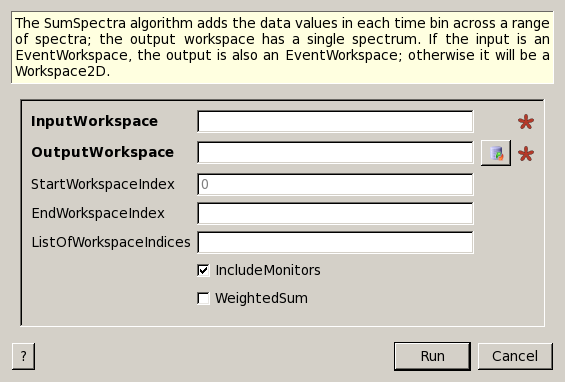 The SumSpectra algorithm adds the data values in each time bin across a range
of spectra; the output workspace has a single spectrum. If the input is an
EventWorkspace, the output is also an EventWorkspace; otherwise it will be a
Workspace2D.
InputWorkspace
OutputWorkspace
StartWorkspaceIndex 0
EndWorkspaceIndex
ListOfWorkspaceIndices
IncludeMonitors
WeightedSum
? Run Cancel